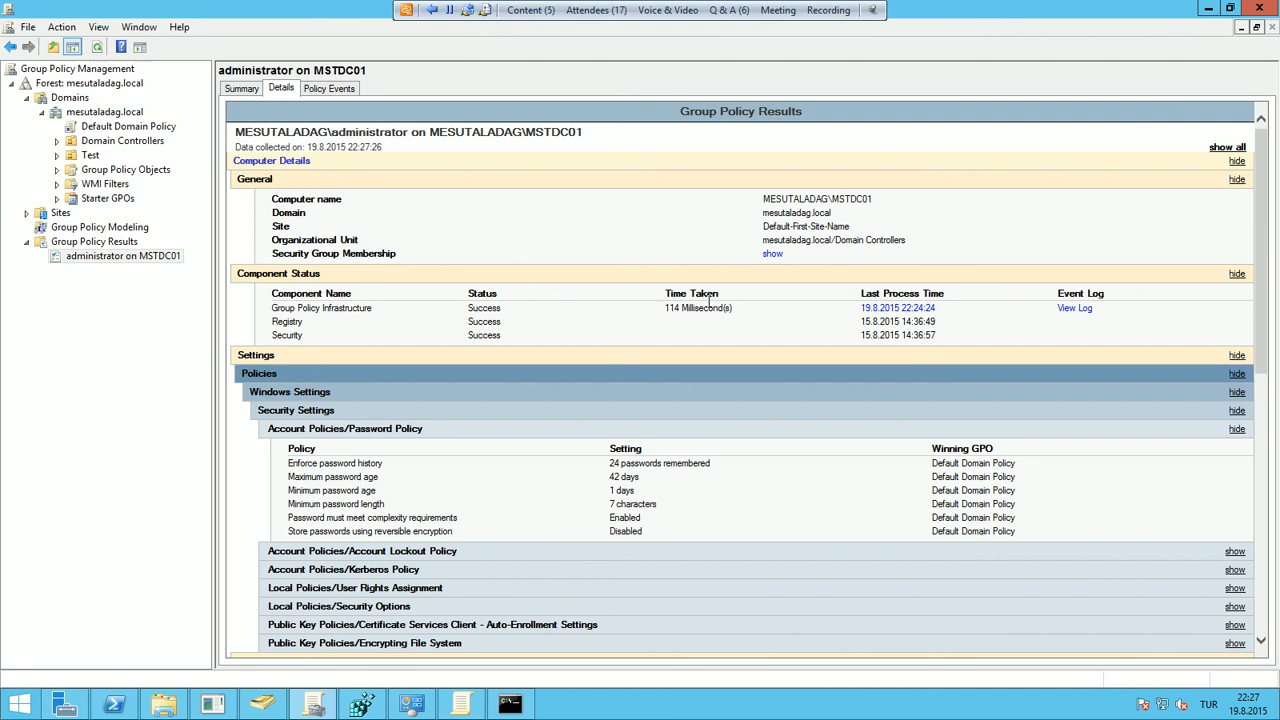 Content (5) Attendees (17) Voice & Video Q & A (6) Meeting Recording
File Action View Window Help
Group Policy Management
Forest: mesutaladag.local
Domains
mesutaladag.local
Default Domain Policy
Domain Controllers
Test
Group Policy Objects
WMI Filters
Starter GPOs
Sites
Group Policy Modeling
Group Policy Results
administrator on MSTDC01
administrator on MSTDC01
Summary Details Policy Events
Group Policy Results
MESUTALADAG\administrator on MESUTALADAG\MSTDC01
Data collected on: 19.8.2015 22:27:26 show all
Computer Details hide
General hide
Computer name MESUTALADAG\MSTDC01
Domain mesutaladag.local
Site Default-First-Site-Name
Organizational Unit mesutaladag.local/Domain Controllers
Security Group Membership show
Component Status hide
Component Name Status Time Taken Last Process Time Event Log
Group Policy Infrastructure Success 114 Millisecond(s) 19.8.2015 22:24:24 View Log
Registry Success 15.8.2015 14:36:49
Security Success 15.8.2015 14:36:57
Settings hide
Policies hide
Windows Settings hide
Security Settings hide
Account Policies/Password Policy hide
Policy Setting Winning GPO
Enforce password history 24 passwords remembered Default Domain Policy
Maximum password age 42 days Default Domain Policy
Minimum password age 1 days Default Domain Policy
Minimum password length 7 characters Default Domain Policy
Password must meet complexity requirements Enabled Default Domain Policy
Store passwords using reversible encryption Disabled Default Domain Policy
Account Policies/Account Lockout Policy show
Account Policies/Kerberos Policy show
Local Policies/User Rights Assignment show
Local Policies/Security Options show
Public Key Policies/Certificate Services Client - Auto-Enrollment Settings show
Public Key Policies/Encrypting File System show
TUR 22:27
19.8.2015